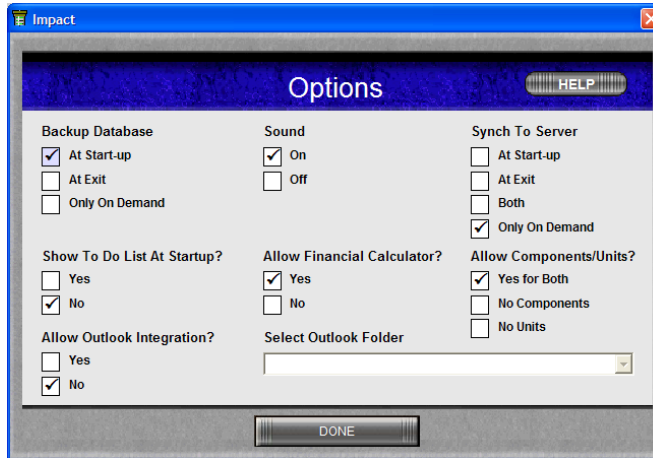 Impact
Options
HELP
Backup Database
At Start-up
At Exit
Only On Demand
Sound
On
Off
Synch To Server
At Start-up
At Exit
Both
Only On Demand
Show To Do List At Startup?
Yes
No
Allow Financial Calculator?
Yes
No
Allow Components/Units?
Yes for Both
No Components
No Units
Allow Outlook Integration?
Yes
No
Select Outlook Folder
DONE